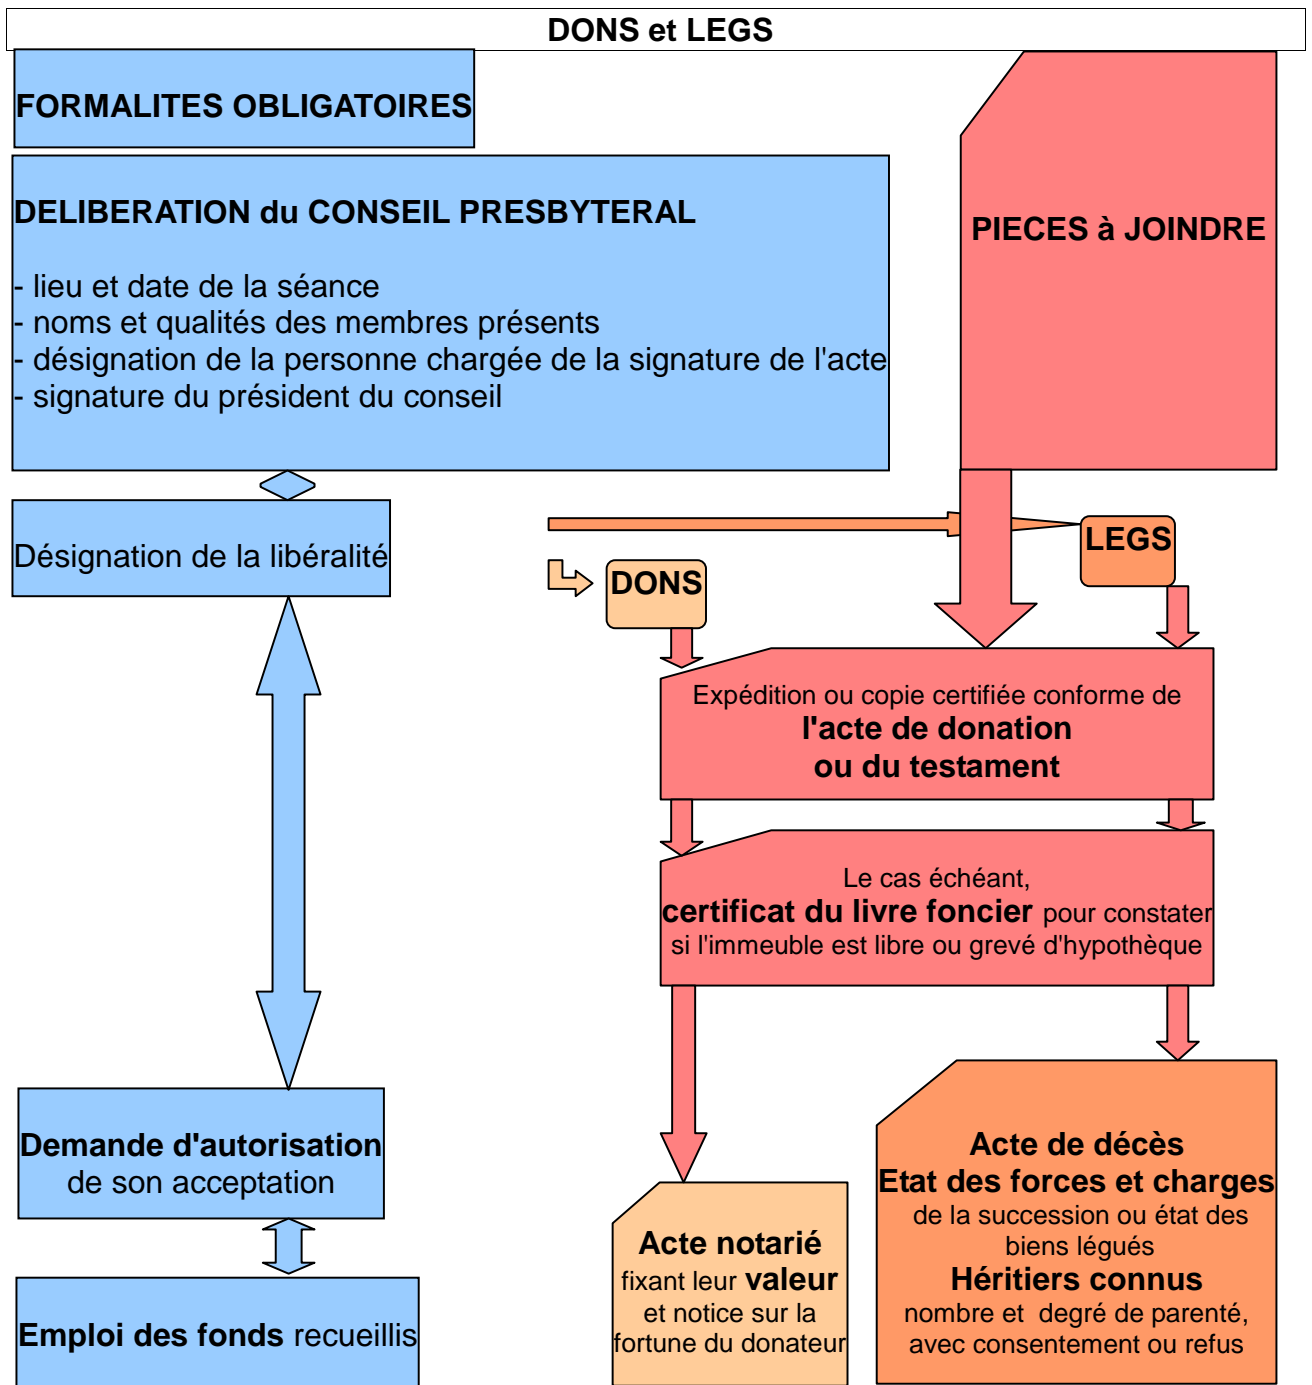 DONS et LEGS
FORMALITES OBLIGATOIRES
DELIBERATION du CONSEIL PRESBYTERAL
- lieu et date de la séance
- noms et qualités des membres présents
- désignation de la personne chargée de la signature de l'acte
- signature du président du conseil
Désignation de la libéralité
Demande d'autorisation
de son acceptation
Emploi des fonds recueillis
PIECES à JOINDRE
LEGS
DONS
Expédition ou copie certifiée conforme de
l'acte de donation
ou du testament
Le cas échéant,
certificat du livre foncier pour constater
si l'immeuble est libre ou grevé d'hypothèque
Acte notarié
fixant leur valeur
et notice sur la
fortune du donateur
Acte de décès
Etat des forces et charges
de la succession ou état des
biens légués
Héritiers connus
nombre et degré de parenté,
avec consentement ou refus